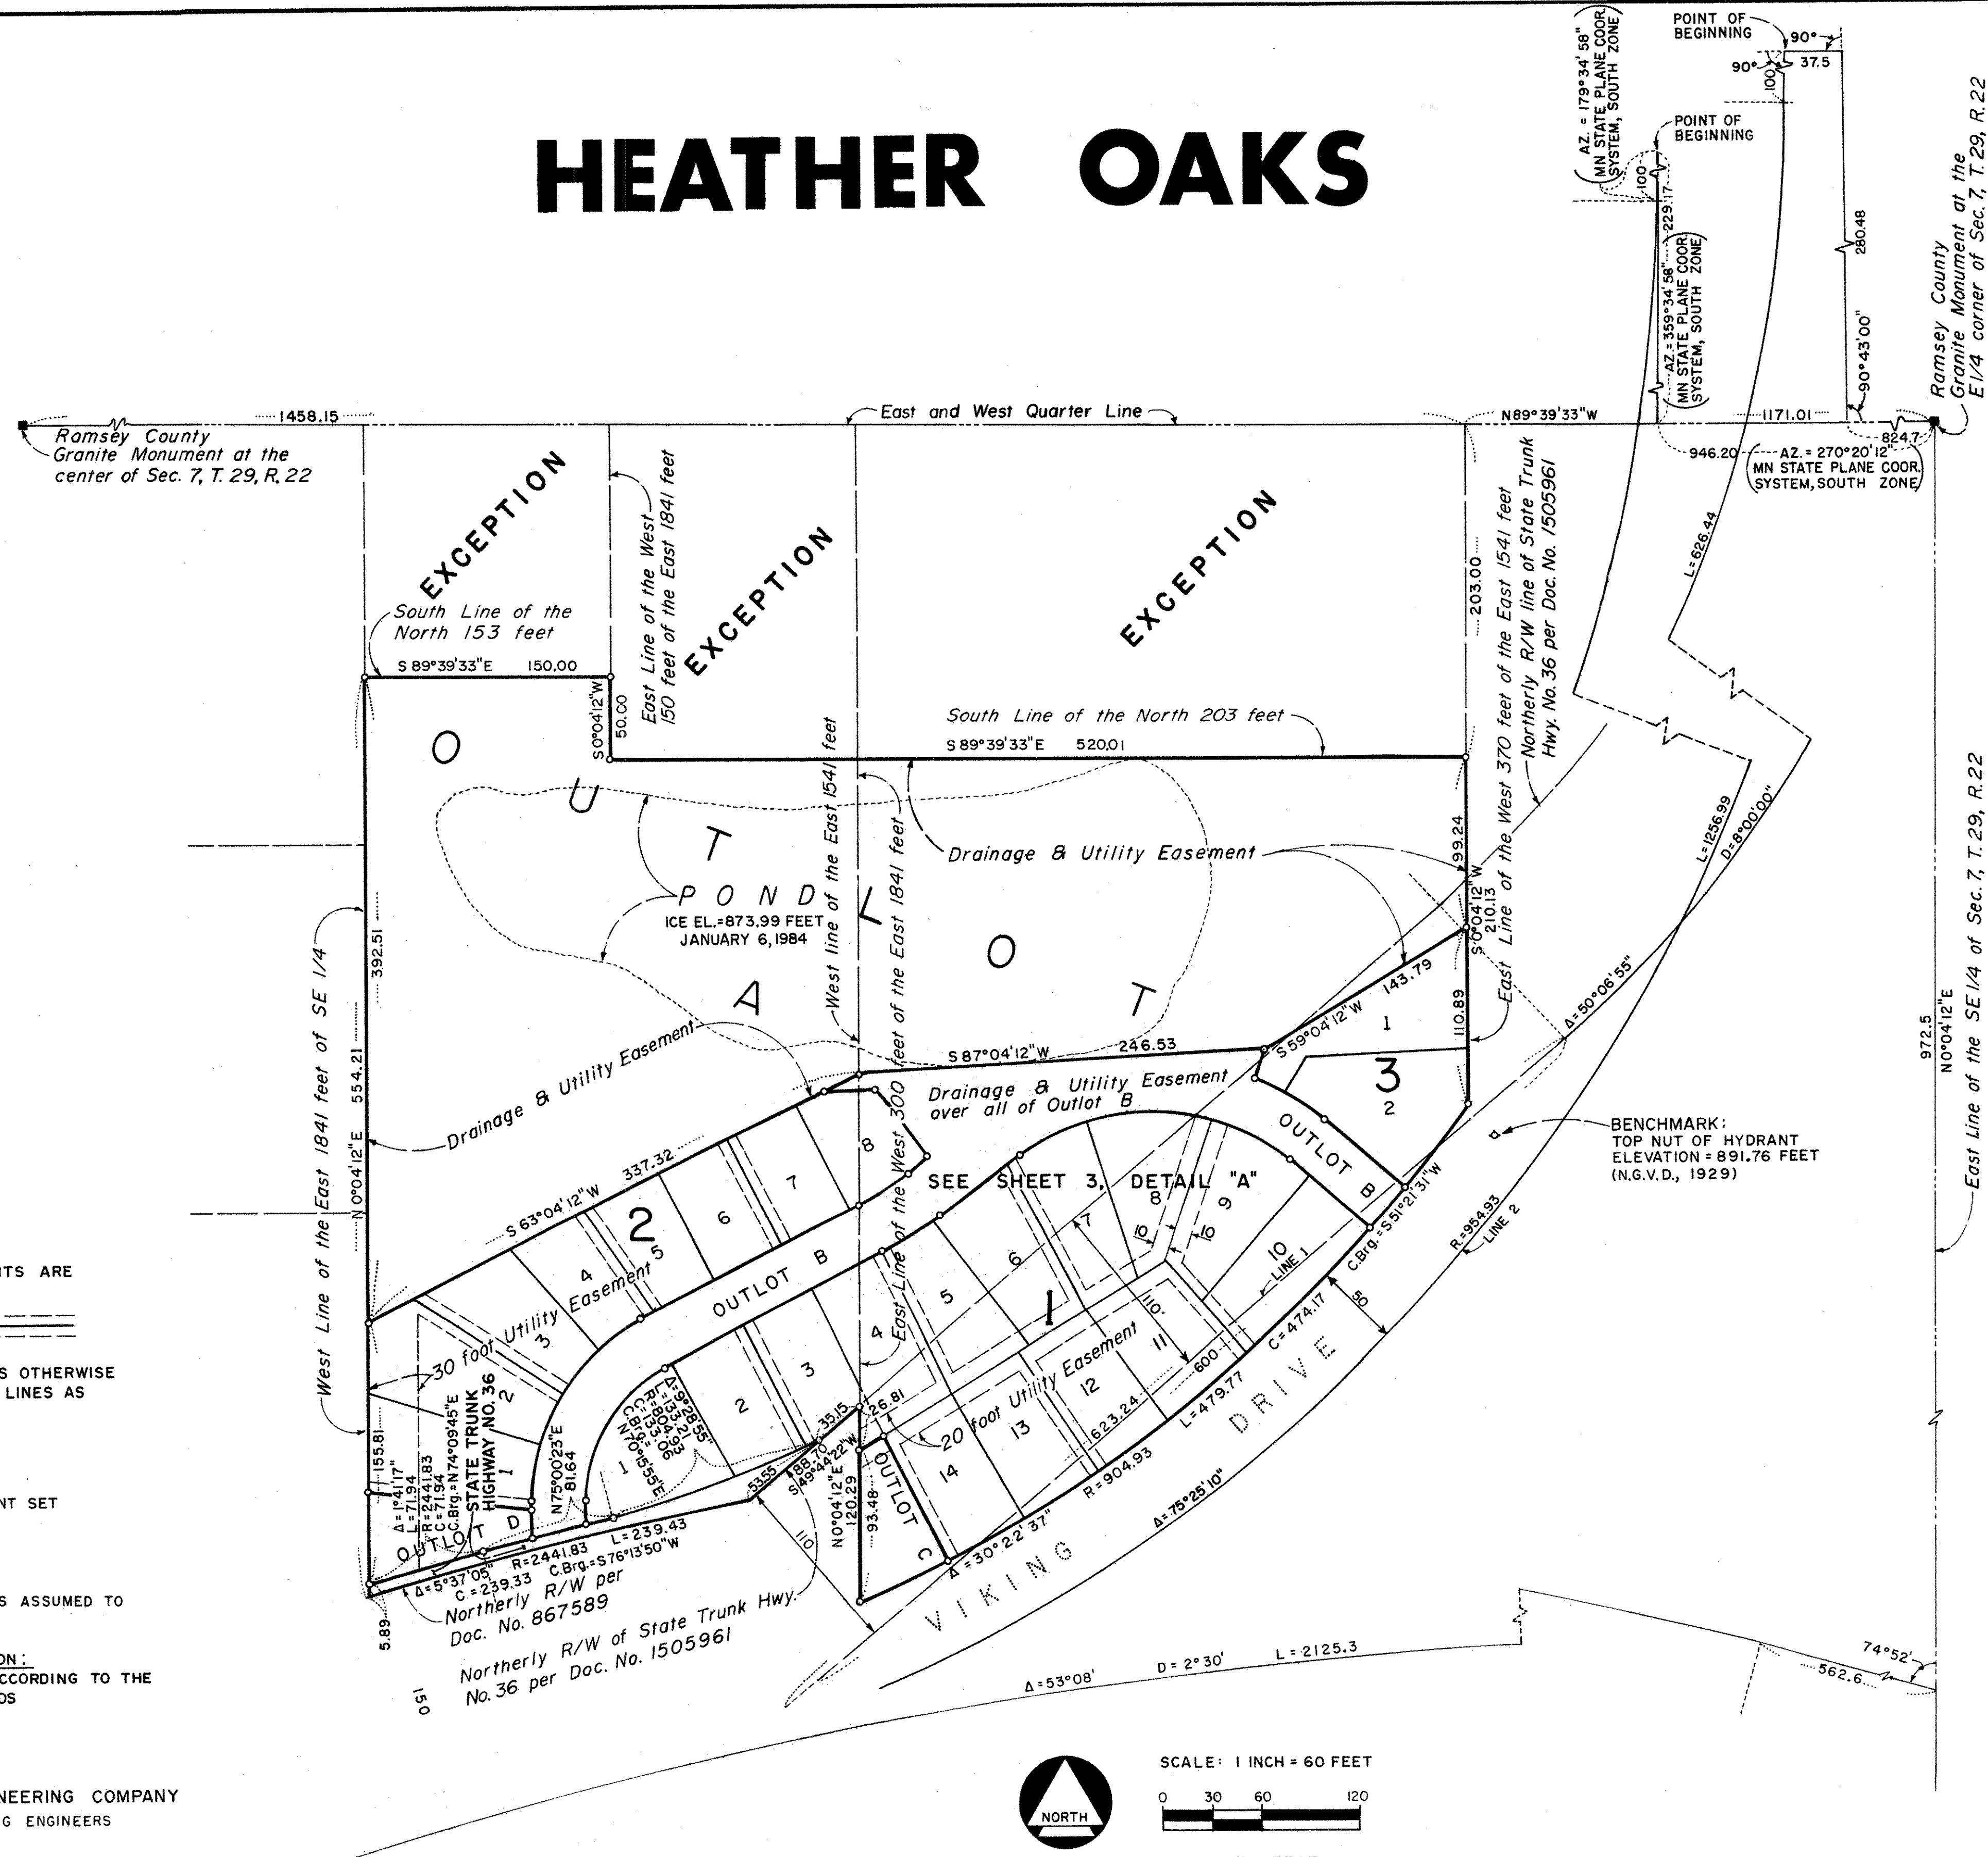 HEATHER OAKS
AZ. = 179°34'58"
(MN STATE PLANE COOR.
SYSTEM, SOUTH ZONE)
POINT OF
BEGINNING
90°
90°
37.5
100
POINT OF
BEGINNING
100
229.17
280.48
AZ.=359°34'58"
(MN STATE PLANE COOR.
SYSTEM, SOUTH ZONE)
90°43'00"
Ramsey County
Granite Monument at the
E1/4 corner of Sec. 7, T. 29, R.22
1458.15
East and West Quarter Line
N89°39'33"W
1171.01
824.7
946.20
AZ. = 270°20'12"
(MN STATE PLANE COOR.
SYSTEM, SOUTH ZONE)
Ramsey County
Granite Monument at the
center of Sec. 7, T. 29, R. 22
EXCEPTION
EXCEPTION
EXCEPTION
East Line of the West
150 feet of the East 1841 feet
South Line of the
North 153 feet
S 89°39'33"E 150.00
S0°04'12"W
50.00
South Line of the North 203 feet
S 89°39'33"E 520.01
203.00
East Line of the West 370 feet of the East 1541 feet
Northerly R/W line of State Trunk
Hwy. No. 36 per Doc. No. 1505961
L=626.44
OUTLOT A
POND
ICE EL.=873.99 FEET
JANUARY 6, 1984
West line of the East 1541 feet
East Line of the West 300 feet of the East 1841 feet
Drainage & Utility Easement
99.24
S0°04'12"W
210.13
L=1256.99
D=8°00'00"
392.51
West Line of the East 1841 feet of SE 1/4
N0°04'12"E 554.21
Drainage & Utility Easement
S 87°04'12"W 246.53
S 59°04'12"W 143.79
110.89
1
3
2
Δ=50°06'55"
972.5
N0°04'12"E
East Line of the SE 1/4 of Sec. 7, T. 29, R.22
Drainage & Utility Easement
over all of Outlot B
OUTLOT B
BENCHMARK:
TOP NUT OF HYDRANT
ELEVATION = 891.76 FEET
(N.G.V.D., 1929)
SEE SHEET 3, DETAIL "A"
S 63°04'12"W 337.32
2
8
7
6
5
4
3
2
1
30 foot Utility Easement
OUTLOT B
1
1
2
3
4
5
6
7
8
9
10
11
12
13
14
10
10
110
LINE 1
C.Brg.=S51°21'31"W
R=954.93
LINE 2
50
C=474.17
600
623.24
L=479.77
R=904.93
20 foot Utility Easement
VIKING DRIVE
Δ=75°25'10"
Δ=30°22'37"
155.81
Δ=1°41'17"
L=71.94
R=2441.83
C=71.94
C.Brg.=N74°09'45"E
STATE TRUNK
HIGHWAY NO. 36
N75°00'23"E
81.64
Δ=9°28'55"
L=133.21
R=804.93
C=133.06
C.Brg.=
N70°15'55"E
35.15
26.81
88.70
S49°44'22"W
53.55
N0°04'12"E
120.29
93.48
OUTLOT C
110
OUTLOT D
L=239.43
R=2441.83
C.Brg.=S76°13'50"W
Δ=5°37'05"
C=239.33
5.89
Northerly R/W per
Doc. No. 867589
Northerly R/W of State Trunk Hwy.
No. 36 per Doc. No. 1505961
150
Δ=53°08' D=2°30' L=2125.3
74°52'
562.6
TS ARE
S OTHERWISE
LINES AS
NT SET
S ASSUMED TO
ON:
CCORDING TO THE
DS
NEERING COMPANY
G ENGINEERS
NORTH
SCALE: 1 INCH = 60 FEET
0 30 60 120